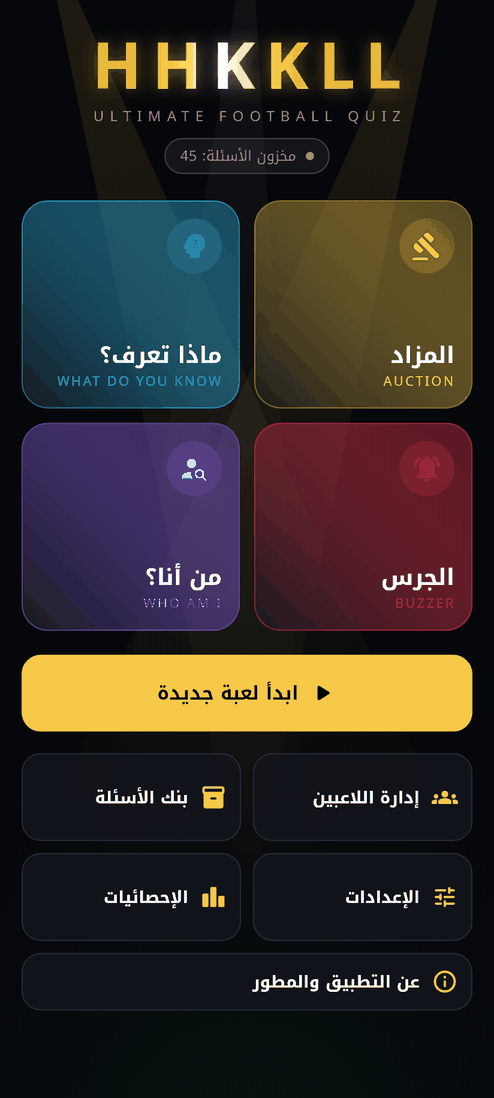 HHKKLL
ULTIMATE FOOTBALL QUIZ
مخزون الأسئلة: 45
المزاد
AUCTION
ماذا تعرف؟
WHAT DO YOU KNOW
الجرس
BUZZER
من أنا؟
WHO AM I
ابدأ لعبة جديدة
إدارة اللاعبين
بنك الأسئلة
الإعدادات
الإحصائيات
عن التطبيق والمطور